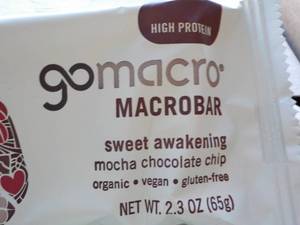 HIGH PROTEIN
gomacro®
MACROBAR
sweet awakening
mocha chocolate chip
organic • vegan • gluten-free
NET WT. 2.3 OZ (65g)